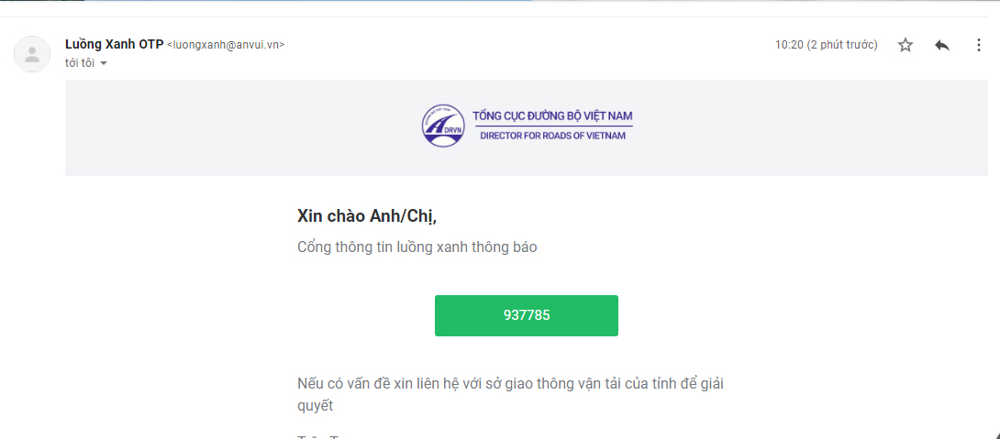 Luồng Xanh OTP <luongxanh@anvui.vn>
10:20 (2 phút trước)
tới tôi
TỔNG CỤC ĐƯỜNG BỘ VIỆT NAM
DRVN
DIRECTOR FOR ROADS OF VIETNAM
Xin chào Anh/Chị,
Cổng thông tin luồng xanh thông báo
937785
Nếu có vấn đề xin liên hệ với sở giao thông vận tải của tỉnh để giải
quyết